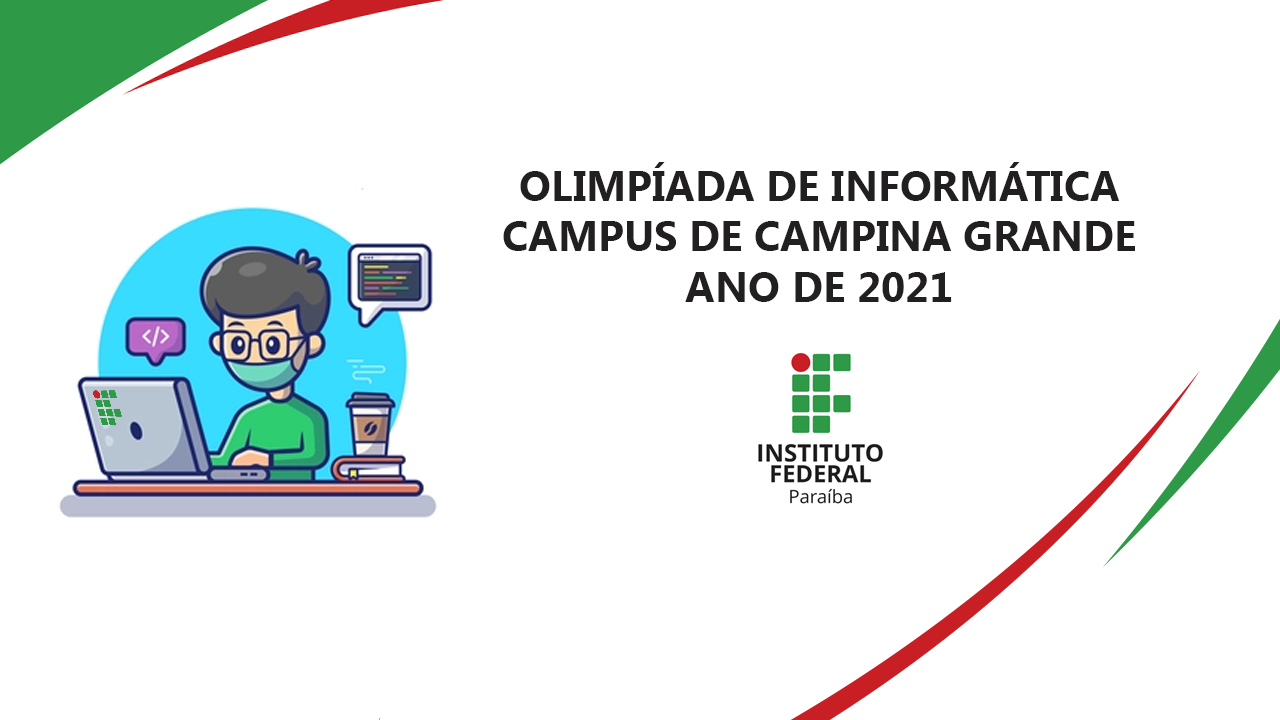 OLIMPÍADA DE INFORMÁTICA
CAMPUS DE CAMPINA GRANDE
ANO DE 2021
INSTITUTO
FEDERAL
Paraíba
</>